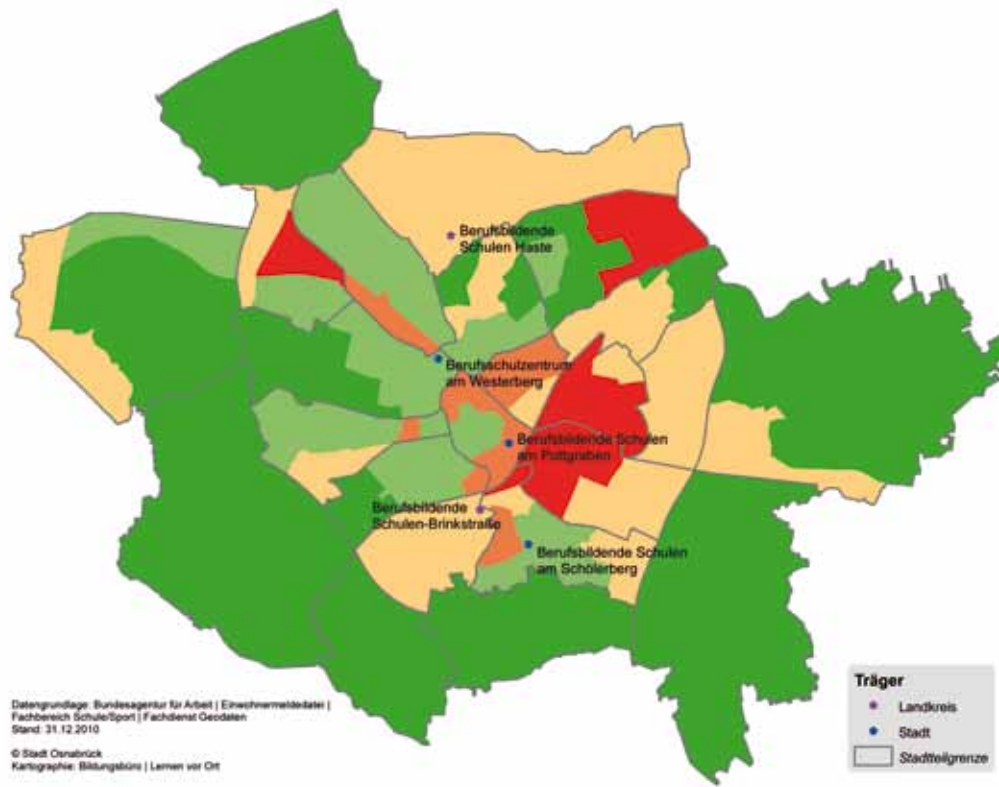 Berufsbildende
Schulen Haste
Berufsschulzentrum
am Westerberg
Berufsbildende Schulen
am Pottgraben
Berufsbildende
Schulen-Brinkstraße
Berufsbildende Schulen
am Schölerberg
Datengrundlage: Bundesagentur für Arbeit | Einwohnermeldedatei |
Fachbereich Schule/Sport | Fachdienst Geodaten
Stand: 31.12.2010
© Stadt Osnabrück
Kartographie: Bildungsbüro | Lernen vor Ort
Träger
Landkreis
Stadt
Stadtteilgrenze